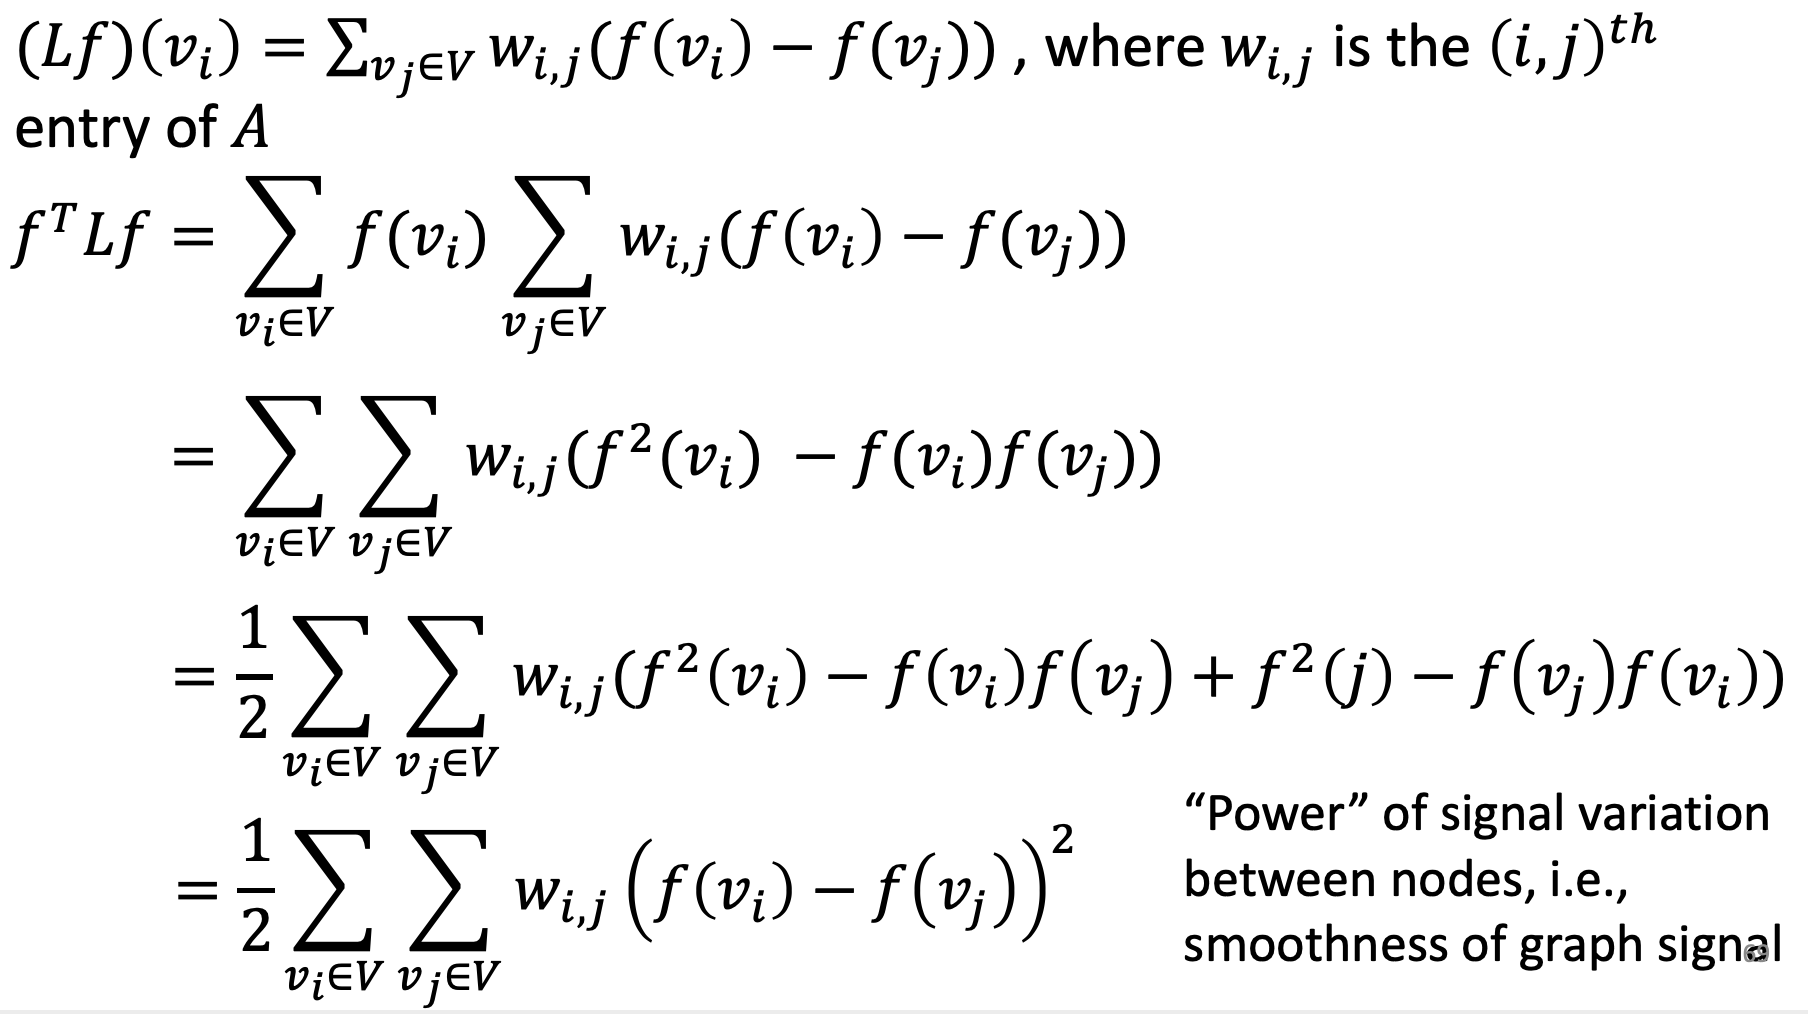 (Lf)(v_i) = ∑_{v_j∈V} w_{i,j}(f(v_i) − f(v_j)) , where w_{i,j} is the (i, j)^{th}
entry of A
f^T Lf = ∑_{v_i∈V} f(v_i) ∑_{v_j∈V} w_{i,j}(f(v_i) − f(v_j))
= ∑_{v_i∈V} ∑_{v_j∈V} w_{i,j}(f^2(v_i) − f(v_i)f(v_j))
= 1/2 ∑_{v_i∈V} ∑_{v_j∈V} w_{i,j}(f^2(v_i) − f(v_i)f(v_j) + f^2(j) − f(v_j)f(v_i))
= 1/2 ∑_{v_i∈V} ∑_{v_j∈V} w_{i,j} (f(v_i) − f(v_j))^2
“Power” of signal variation
between nodes, i.e.,
smoothness of graph signal
69